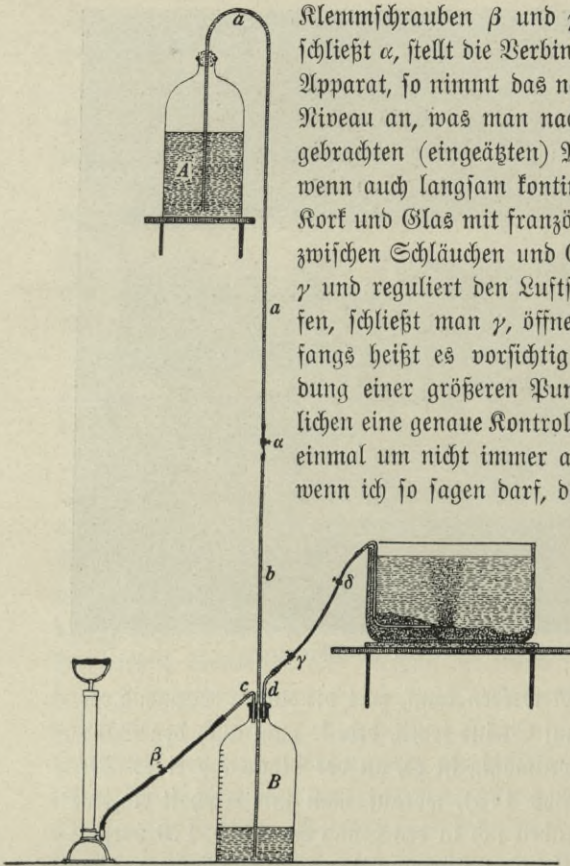 Klemmschrauben β und γ
schließt α, stellt die Verbin
Apparat, so nimmt das n
Niveau an, was man nac
gebrachten (eingeätzten) M
wenn auch langsam kontin
Kork und Glas mit franzö
zwischen Schläuchen und G
γ und reguliert den Lufts
fen, schließt man γ, öffne
fangs heißt es vorsichtig
dung einer größeren Pum
lichen eine genaue Kontrol
einmal um nicht immer a
wenn ich so sagen darf, d
a
A
a
α
b
δ
γ
c d
β
B